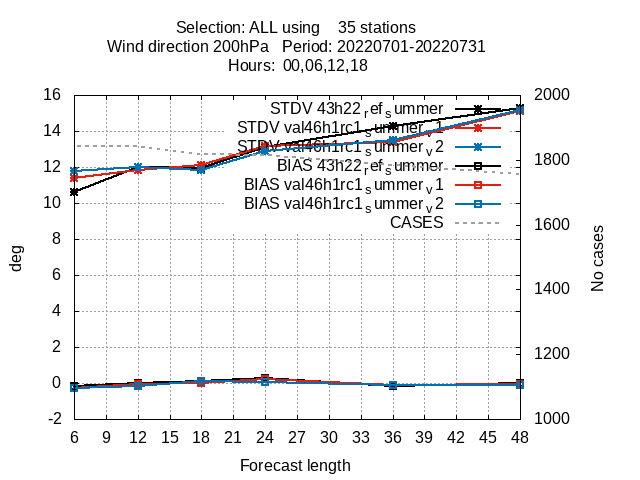 Selection: ALL using    35 stations
Wind direction 200hPa   Period: 20220701-20220731
Hours:  00,06,12,18
16
14
12
10
8
6
4
2
0
-2
2000
1800
1600
1400
1200
1000
STDV 43h22_ref_summer
STDV val46h1rc1_summer_v1
STDV val46h1rc1_summer_v2
BIAS 43h22_ref_summer
BIAS val46h1rc1_summer_v1
BIAS val46h1rc1_summer_v2
CASES
deg
No cases
6 9 12 15 18 21 24 27 30 33 36 39 42 45 48
Forecast length